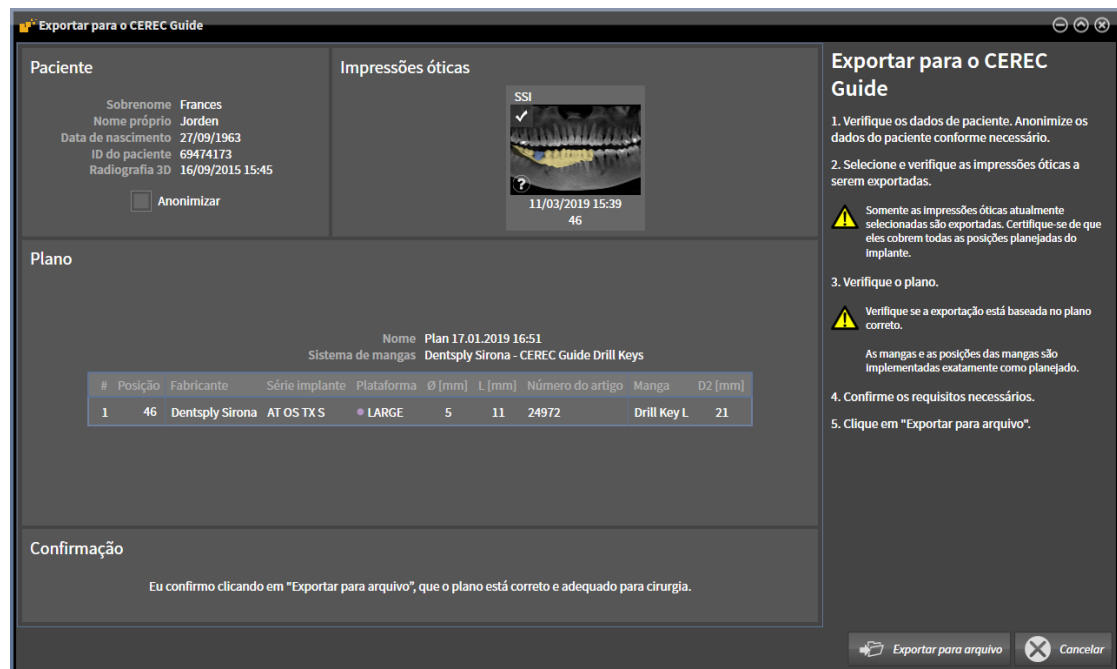 Exportar para o CEREC Guide
Paciente
Sobrenome Frances
Nome próprio Jorden
Data de nascimento 27/09/1963
ID do paciente 69474173
Radiografia 3D 16/09/2015 15:45
Anonimizar
Impressões óticas
SSI
?
11/03/2019 15:39
46
Plano
Nome Plan 17.01.2019 16:51
Sistema de mangas Dentsply Sirona - CEREC Guide Drill Keys
# Posição Fabricante Série implante Plataforma Ø [mm] L [mm] Número do artigo Manga D2 [mm]
1 46 Dentsply Sirona AT OS TX S LARGE 5 11 24972 Drill Key L 21
Confirmação
Eu confirmo clicando em "Exportar para arquivo", que o plano está correto e adequado para cirurgia.
Exportar para o CEREC
Guide
1. Verifique os dados de paciente. Anonimize os
dados do paciente conforme necessário.
2. Selecione e verifique as impressões óticas a
serem exportadas.
Somente as impressões óticas atualmente
selecionadas são exportadas. Certifique-se de que
eles cobrem todas as posições planejadas do
implante.
3. Verifique o plano.
Verifique se a exportação está baseada no plano
correto.
As mangas e as posições das mangas são
implementadas exatamente como planejado.
4. Confirme os requisitos necessários.
5. Clique em "Exportar para arquivo".
Exportar para arquivo
Cancelar